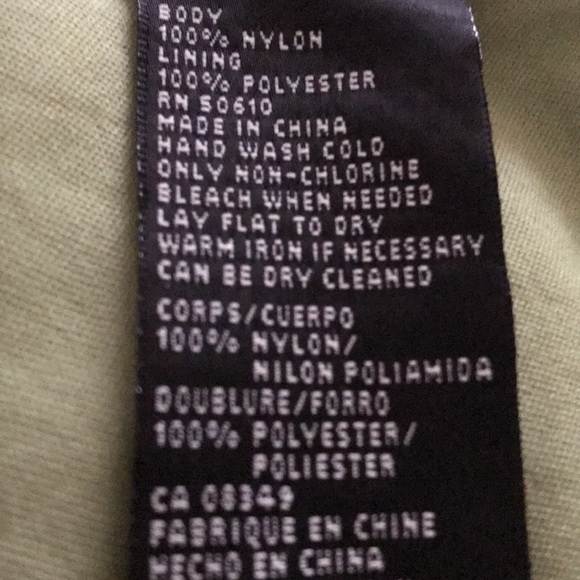 BODY
100% NYLON
LINING
100% POLYESTER
RN 50610
MADE IN CHINA
HAND WASH COLD
ONLY NON-CHLORINE
BLEACH WHEN NEEDED
LAY FLAT TO DRY
WARM IRON IF NECESSARY
CAN BE DRY CLEANED
CORPS/CUERPO
100% NYLON/
NILON POLIAMIDA
DOUBLURE/FORRO
100% POLYESTER/
POLIESTER
CA 08349
FABRIQUE EN CHINE
HECHO EN CHINA